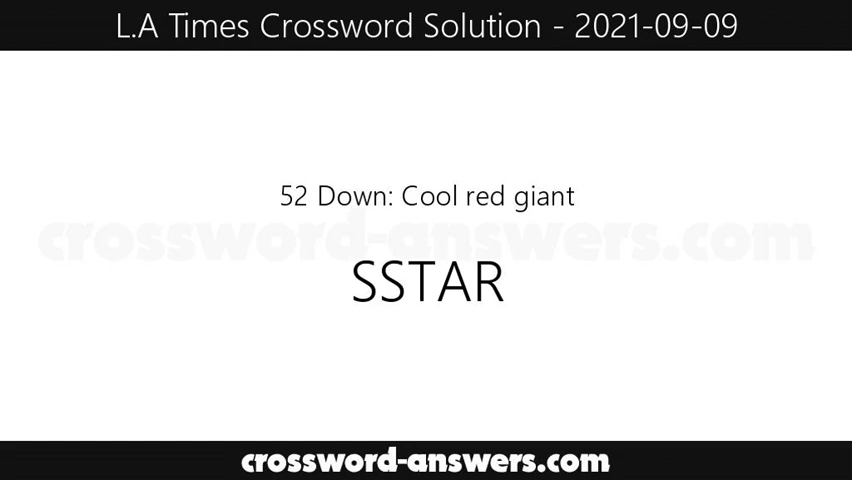 L.A Times Crossword Solution - 2021-09-09
52 Down: Cool red giant
crossword-answers.com
SSTAR
crossword-answers.com